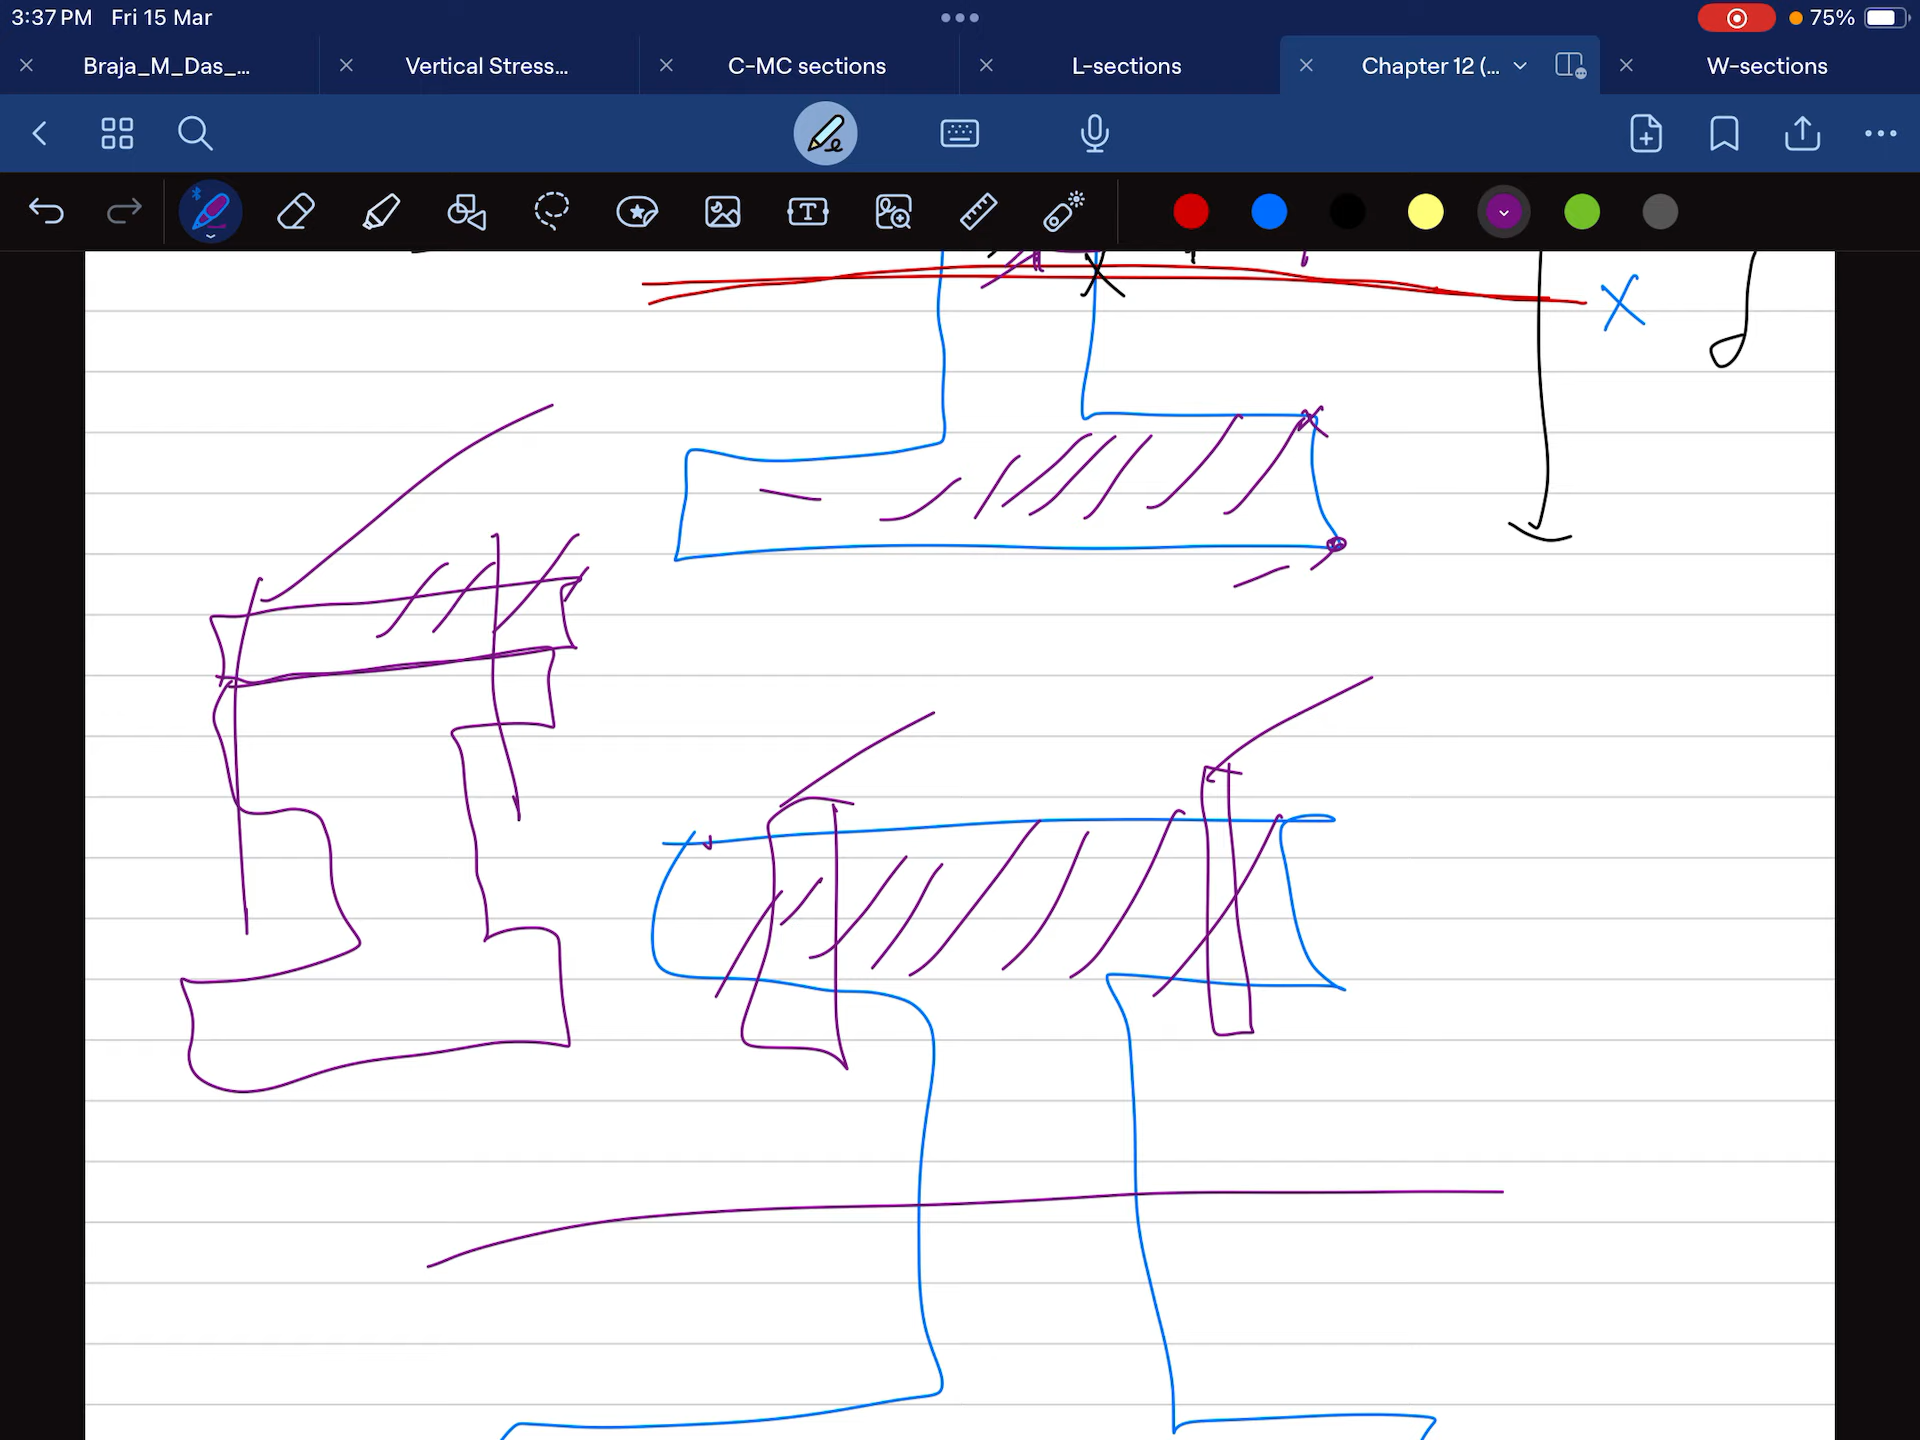 3:37 PM Fri 15 Mar
75%
Braja_M_Das_...
Vertical Stress...
C-MC sections
L-sections
Chapter 12 (...
W-sections
X